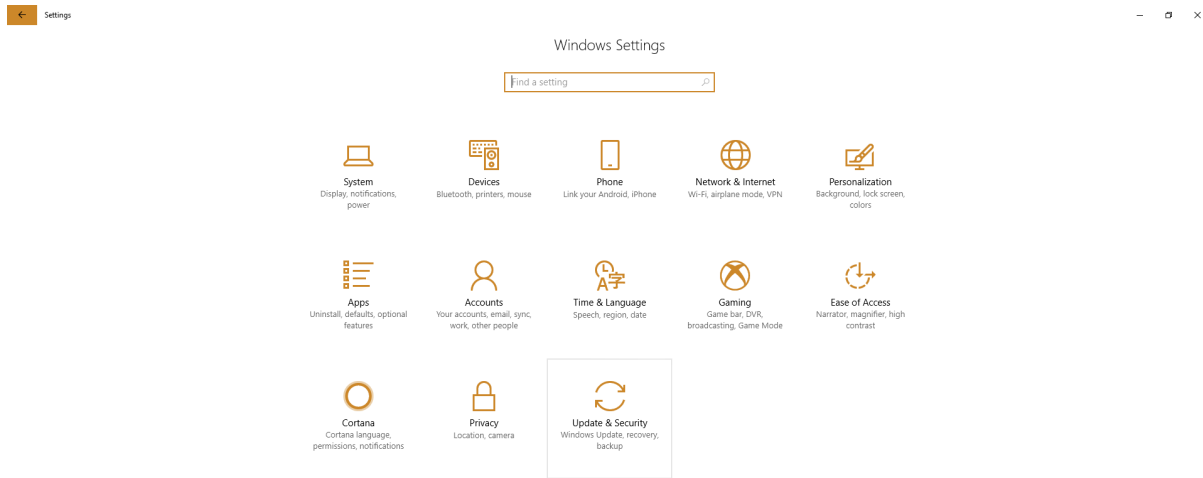 Settings
Windows Settings
Find a setting
System
Display, notifications,
power
Devices
Bluetooth, printers, mouse
Phone
Link your Android, iPhone
Network & Internet
Wi-Fi, airplane mode, VPN
Personalization
Background, lock screen,
colors
Apps
Uninstall, defaults, optional
features
Accounts
Your accounts, email, sync,
work, other people
Time & Language
Speech, region, date
Gaming
Game bar, DVR,
broadcasting, Game Mode
Ease of Access
Narrator, magnifier, high
contrast
Cortana
Cortana language,
permissions, notifications
Privacy
Location, camera
Update & Security
Windows Update, recovery,
backup